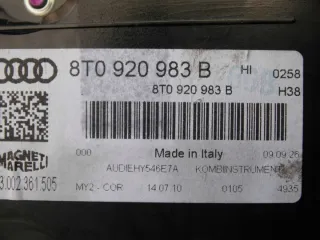 8T0 920 983 B HI 0258
8T0 920 983 B H38
000 Made in Italy 09.09.26
MAGNETI MARELLI
AUDIEHY546E7A KOMBIINSTRUMENT
503.002.361.505
MY2 - COR 14.07.10 0105 4935